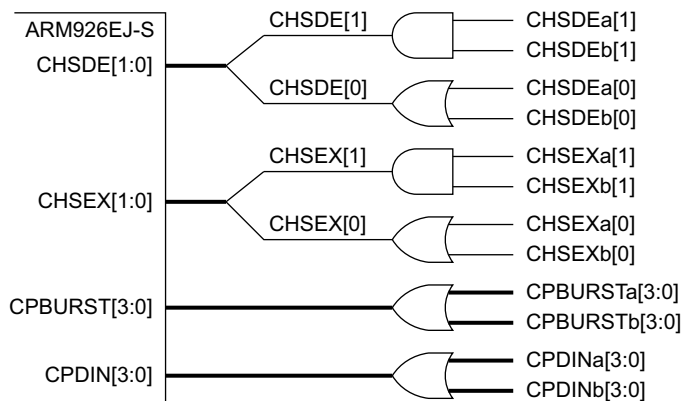 ARM926EJ-S
CHSDE[1:0]
CHSDE[1]
CHSDEa[1]
CHSDEb[1]
CHSDE[0]
CHSDEa[0]
CHSDEb[0]
CHSEX[1:0]
CHSEX[1]
CHSEXa[1]
CHSEXb[1]
CHSEX[0]
CHSEXa[0]
CHSEXb[0]
CPBURST[3:0]
CPBURSTa[3:0]
CPBURSTb[3:0]
CPDIN[3:0]
CPDINa[3:0]
CPDINb[3:0]